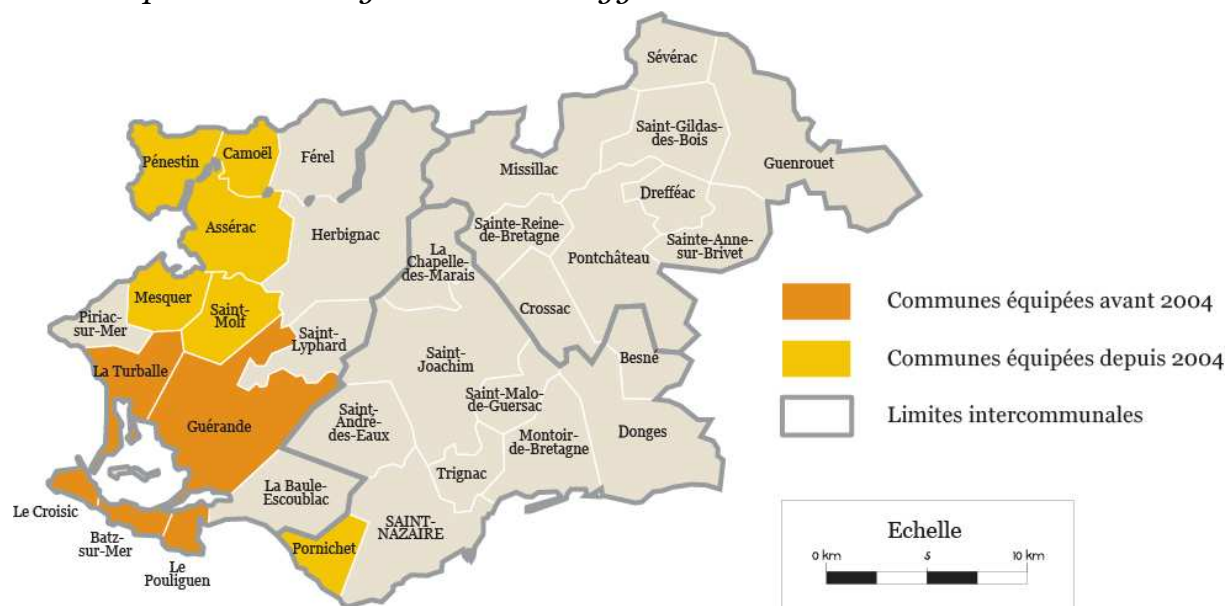 Sévérac
Saint-Gildas-
des-Bois
Guenrouet
Missillac
Drefféac
Pénestin
Camoël
Férel
Assérac
Herbignac
La
Chapelle-
des-Marais
Sainte-Reine-
de-Bretagne
Pontchâteau
Sainte-Anne-
sur-Brivet
Crossac
Mesquer
Saint-
Molf
Piriac-
sur-Mer
Saint-
Lyphard
Besné
Saint-
Joachim
La Turballe
Guérande
Saint-
André-
des-Eaux
Saint-Malo-
de-Guersac
Montoir-
de-Bretagne
Donges
Trignac
La Baule-
Escoublac
SAINT-
NAZAIRE
Pornichet
Le Croisic
Batz-
sur-Mer
Le
Pouliguen
Communes équipées avant 2004
Communes équipées depuis 2004
Limites intercommunales
Echelle
0 km 5 10 km